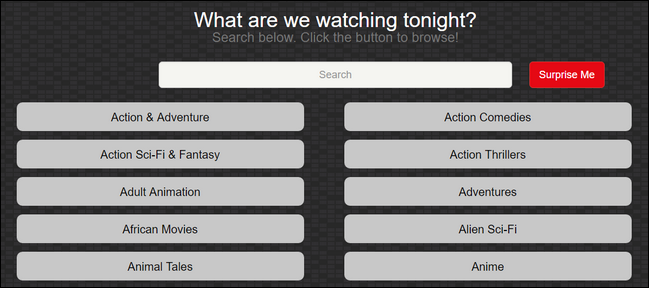 What are we watching tonight?
Search below. Click the button to browse!
Search
Surprise Me
Action & Adventure
Action Comedies
Action Sci-Fi & Fantasy
Action Thrillers
Adult Animation
Adventures
African Movies
Alien Sci-Fi
Animal Tales
Anime